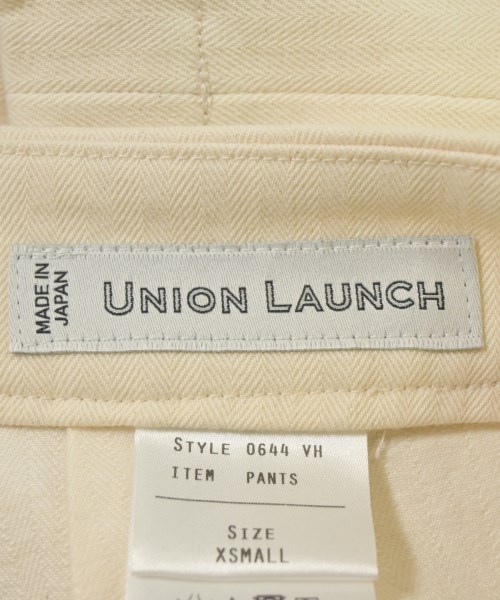 MADE IN
JAPAN
UNION LAUNCH
STYLE 0644 VH
ITEM PANTS
SIZE
XSMALL